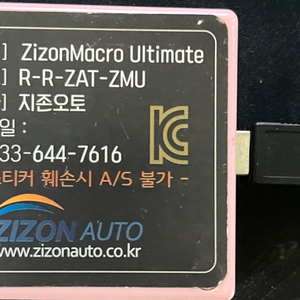 ] ZizonMacro Ultimate
] R-R-ZAT-ZMU
] 지존오토
일 :
33-644-7616
스티커 훼손시 A/S 불가 -
ZIZON AUTO
www.zizonauto.co.kr